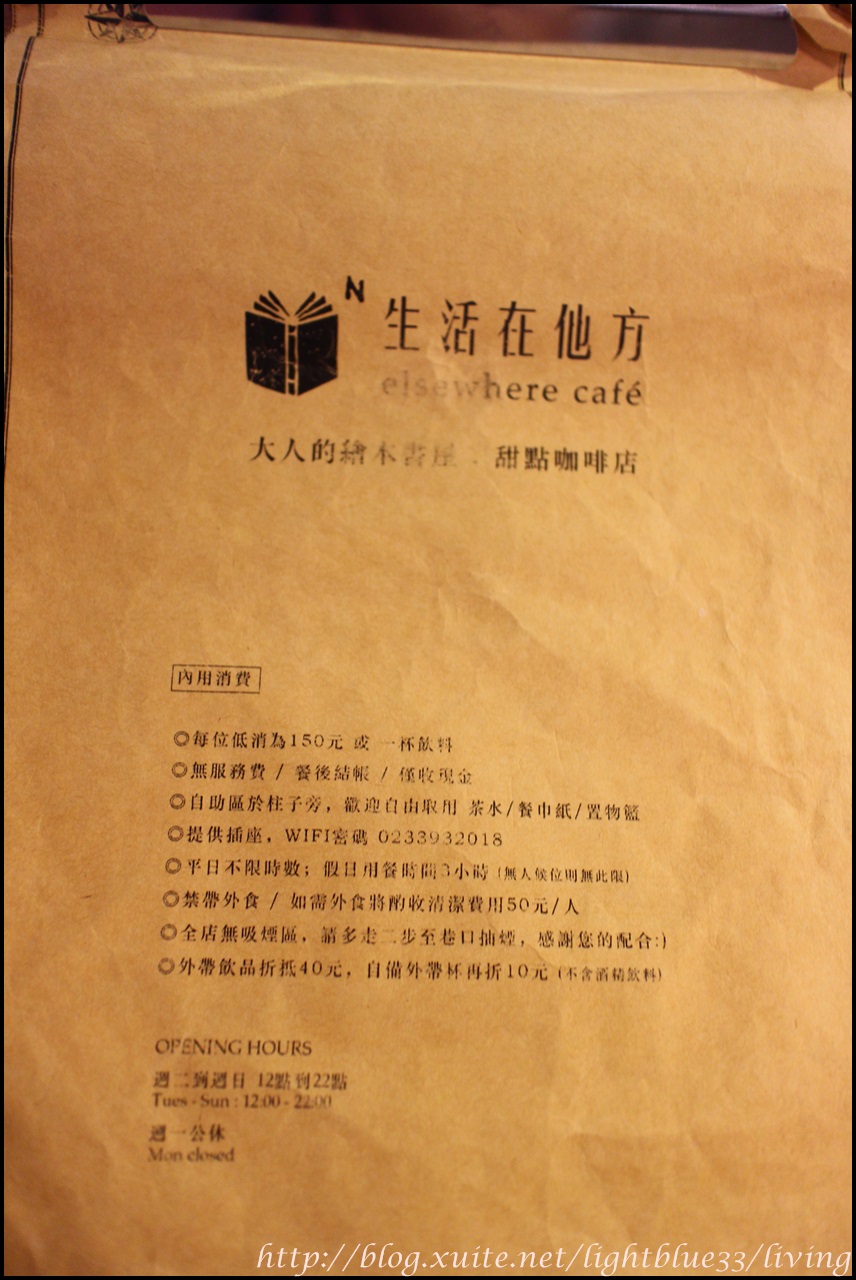 N
生活在他方
elsewhere café
大人的繪本書屋．甜點咖啡店
內用消費
◎每位低消為150元 或 一杯飲料
◎無服務費 / 餐後結帳 / 僅收現金
◎自助區於柱子旁，歡迎自由取用 茶水/餐巾紙/置物籃
◎提供插座，WIFI密碼 0233932018
◎平日不限時數；假日用餐時間3小時 (無人候位則無此限)
◎禁帶外食 / 如需外食將酌收清潔費用50元/人
◎全店無吸煙區，請多走二步至巷口抽煙，感謝您的配合:)
◎外帶飲品折抵40元，自備外帶杯再折10元 (不含酒精飲料)
OPENING HOURS
週二到週日 12點到22點
Tues - Sun : 12:00 - 22:00
週一公休
Mon closed
http://blog.xuite.net/lightblue33/living